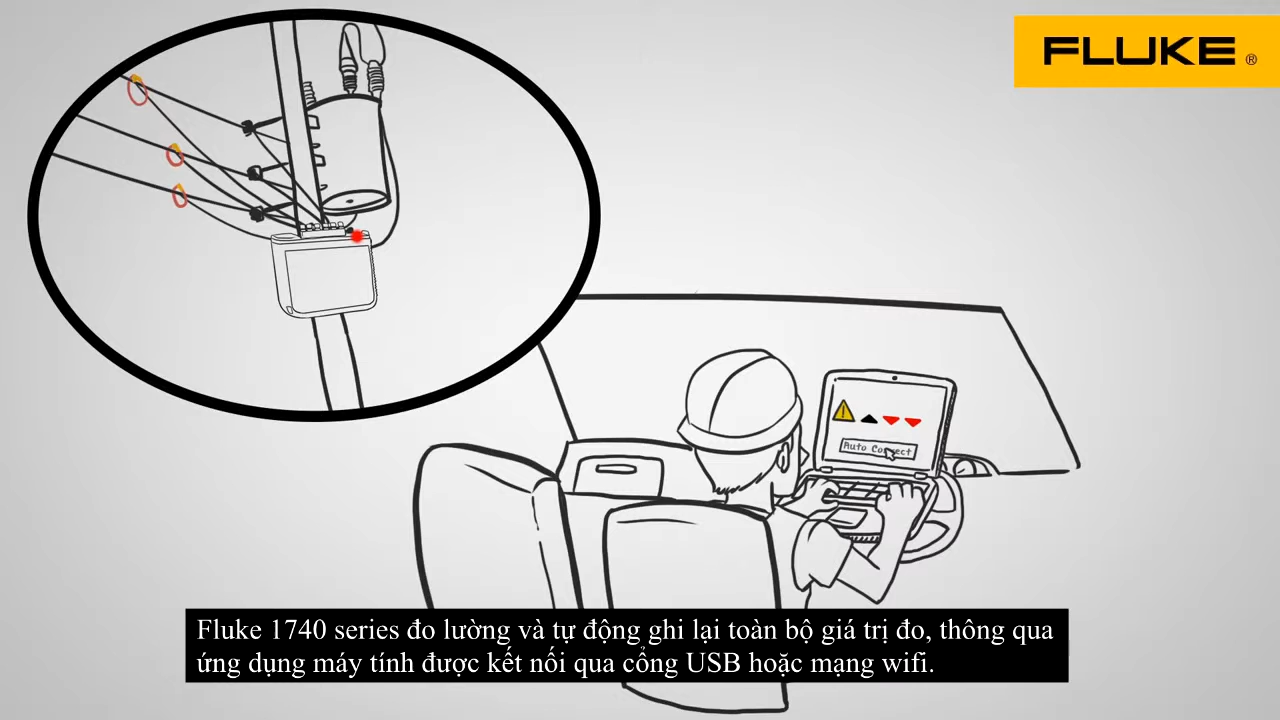 FLUKE ®
Auto Connect
Fluke 1740 series đo lường và tự động ghi lại toàn bộ giá trị đo, thông qua
ứng dụng máy tính được kết nối qua cổng USB hoặc mạng wifi.